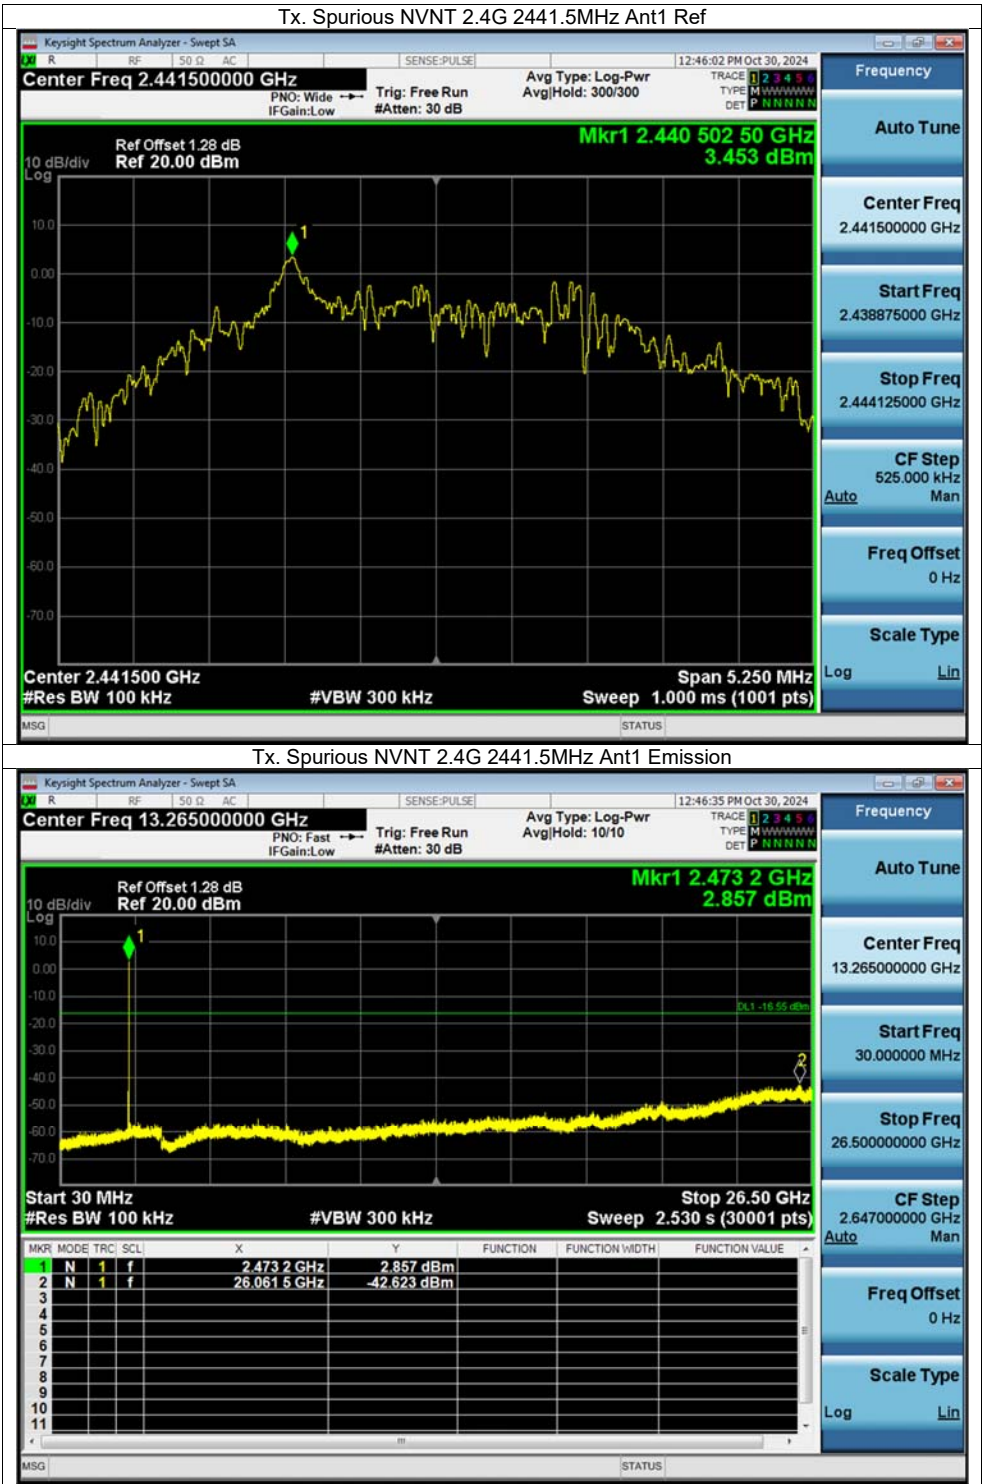 Tx. Spurious NVNT 2.4G 2441.5MHz Ant1 Ref
Keysight Spectrum Analyzer - Swept SA
R RF 50 Ω AC SENSE:PULSE 12:46:02 PM Oct 30, 2024
Center Freq 2.441500000 GHz
PNO: Wide
IFGain:Low
Trig: Free Run
#Atten: 30 dB
Avg Type: Log-Pwr
Avg|Hold: 300/300
TRACE 1 2 3 4 5 6
TYPE M WWWWW
DET P N N N N N
Frequency
Auto Tune
Center Freq
2.441500000 GHz
Start Freq
2.438875000 GHz
Stop Freq
2.444125000 GHz
CF Step
525.000 kHz
Auto Man
Freq Offset
0 Hz
Scale Type
Log Lin
Mkr1 2.440 502 50 GHz
3.453 dBm
Ref Offset 1.28 dB
10 dB/div Ref 20.00 dBm
Log
10.0
0.00
-10.0
-20.0
-30.0
-40.0
-50.0
-60.0
-70.0
1
Center 2.441500 GHz Span 5.250 MHz
#Res BW 100 kHz #VBW 300 kHz Sweep 1.000 ms (1001 pts)
MSG STATUS
Tx. Spurious NVNT 2.4G 2441.5MHz Ant1 Emission
Keysight Spectrum Analyzer - Swept SA
R RF 50 Ω AC SENSE:PULSE 12:46:35 PM Oct 30, 2024
Center Freq 13.265000000 GHz
PNO: Fast
IFGain:Low
Trig: Free Run
#Atten: 30 dB
Avg Type: Log-Pwr
Avg|Hold: 10/10
TRACE 1 2 3 4 5 6
TYPE M WWWWW
DET P N N N N N
Frequency
Auto Tune
Center Freq
13.265000000 GHz
Start Freq
30.000000 MHz
Stop Freq
26.500000000 GHz
CF Step
2.647000000 GHz
Auto Man
Freq Offset
0 Hz
Scale Type
Log Lin
Mkr1 2.473 2 GHz
2.857 dBm
Ref Offset 1.28 dB
10 dB/div Ref 20.00 dBm
Log
10.0
0.00
-10.0
-20.0
-30.0
-40.0
-50.0
-60.0
-70.0
1
DL1 -16.55 dBm
2
Start 30 MHz Stop 26.50 GHz
#Res BW 100 kHz #VBW 300 kHz Sweep 2.530 s (30001 pts)
MKR MODE TRC SCL X Y FUNCTION FUNCTION WIDTH FUNCTION VALUE
1 N 1 f 2.473 2 GHz 2.857 dBm
2 N 1 f 26.061 5 GHz -42.623 dBm
3
4
5
6
7
8
9
10
11
MSG STATUS